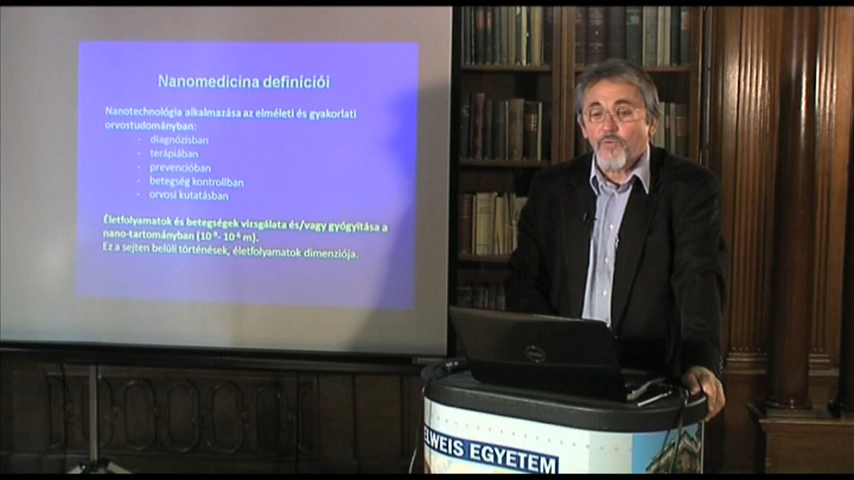 Nanomedicina definíciói
Nanotechnológia alkalmazása az elméleti és gyakorlati
orvostudományban:
- diagnózisban
- terápiában
- prevencióban
- betegség kontrollban
- orvosi kutatásban
Életfolyamatok és betegségek vizsgálata és/vagy gyógyítása a
nano-tartományban (10⁻⁹- 10⁻⁶ m).
Ez a sejten belüli történések, életfolyamatok dimenziója.
DELL
ELWEIS EGYETEM